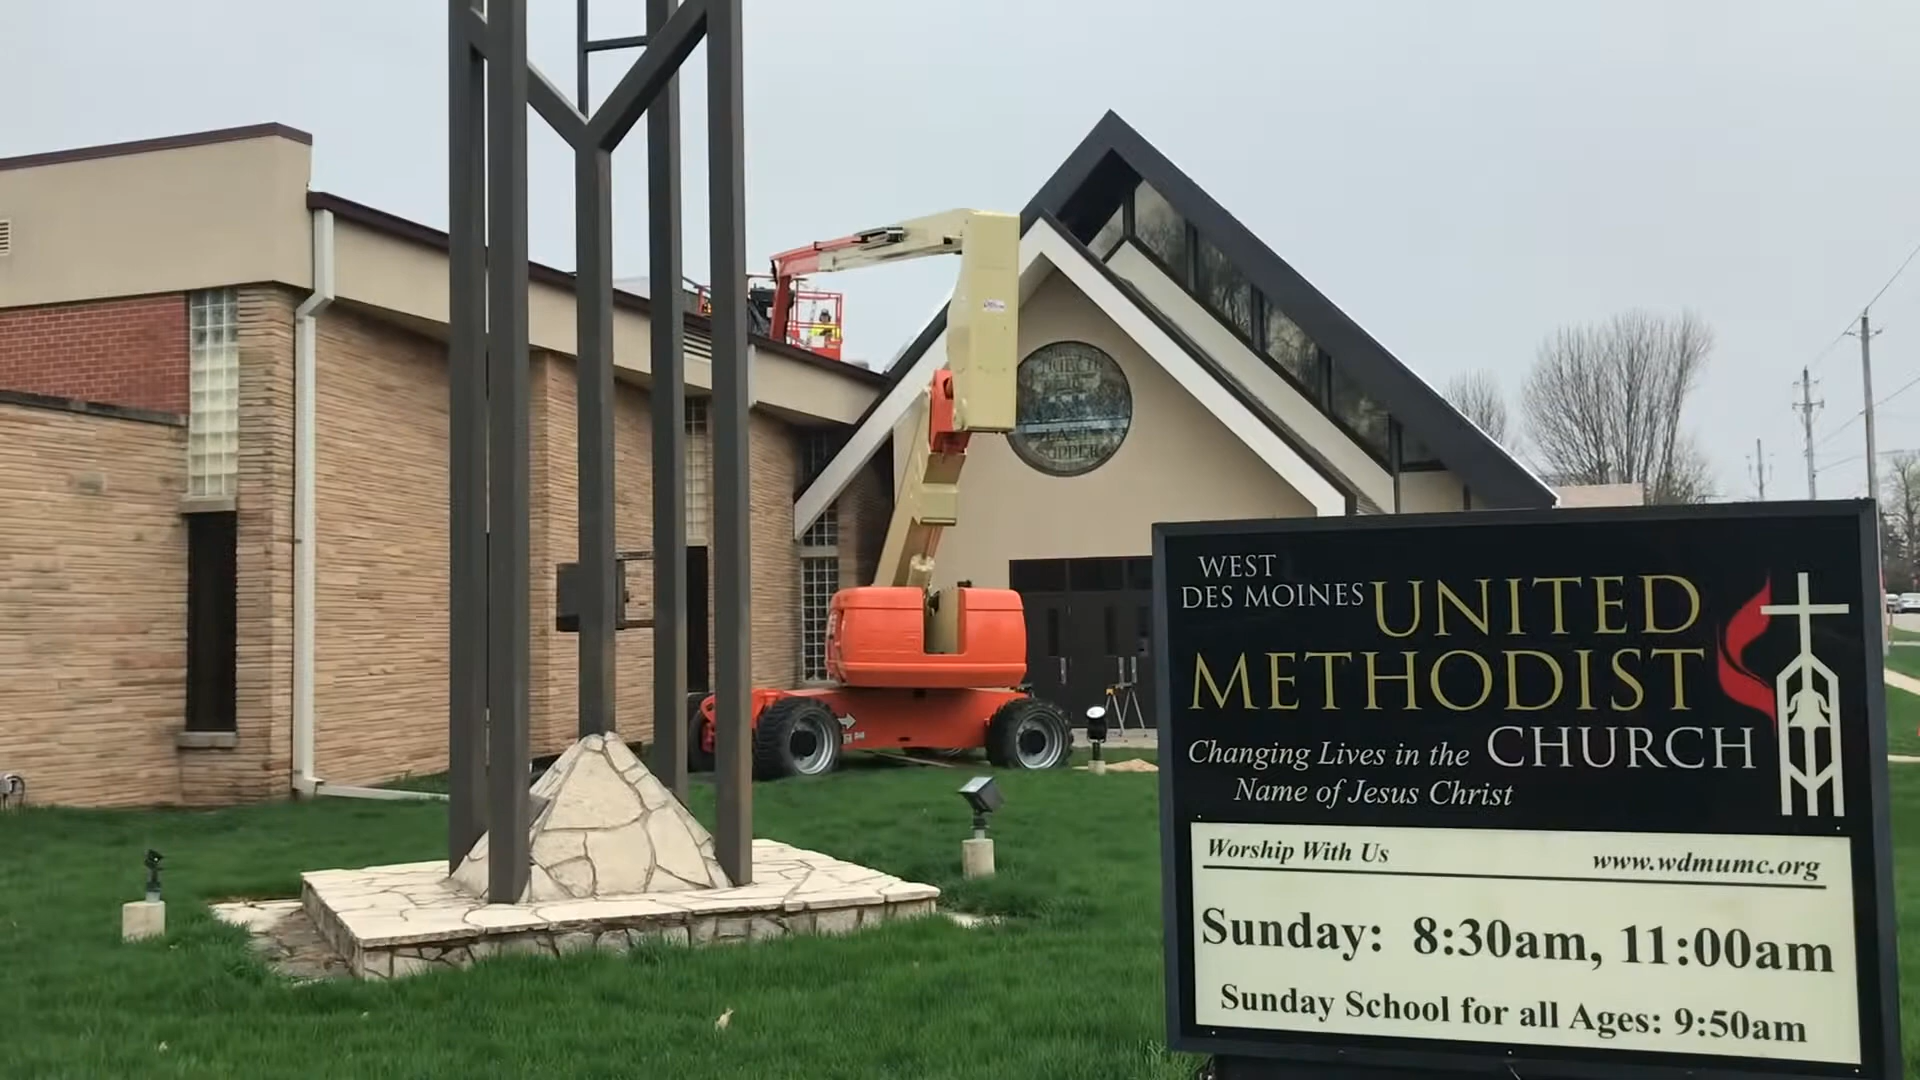 WEST
DES MOINES UNITED
METHODIST
Changing Lives in the CHURCH
Name of Jesus Christ
Worship With Us www.wdmumc.org
Sunday: 8:30am, 11:00am
Sunday School for all Ages: 9:50am